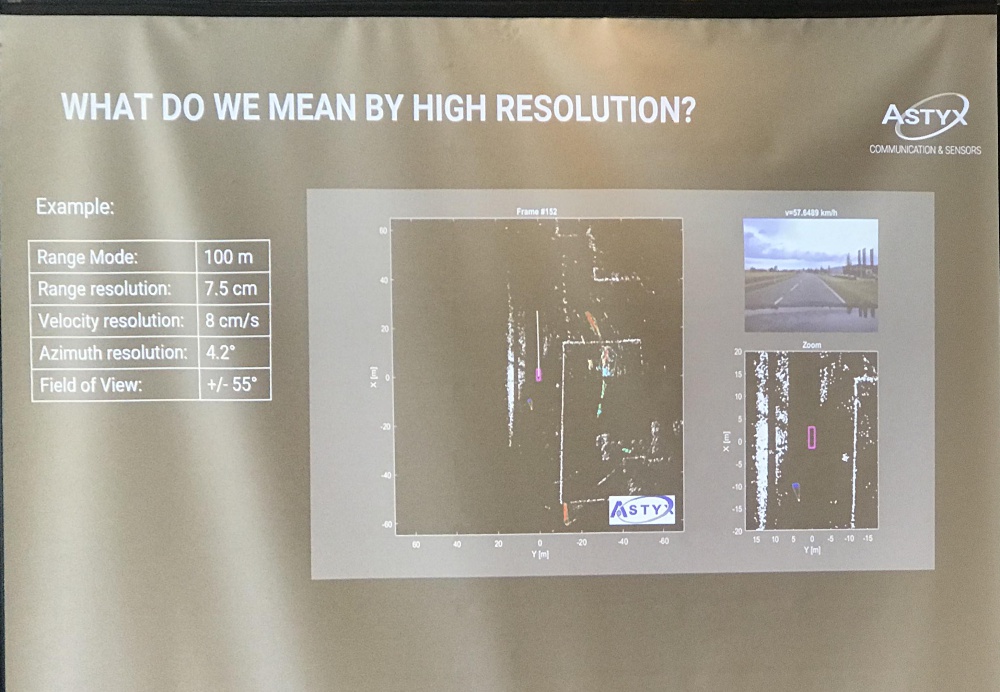 WHAT DO WE MEAN BY HIGH RESOLUTION?
ASTYX
COMMUNICATION & SENSORS
Example:
Range Mode: 100 m
Range resolution: 7.5 cm
Velocity resolution: 8 cm/s
Azimuth resolution: 4.2°
Field of View: +/- 55°
Frame #152
60
40
20
0
-20
-40
-60
X [m]
60 40 20 0 -20 -40 -60
Y [m]
ASTYX
v=57.6489 km/h
Zoom
20
15
10
5
0
-5
-10
-15
-20
X [m]
15 10 5 0 -5 -10 -15
Y [m]